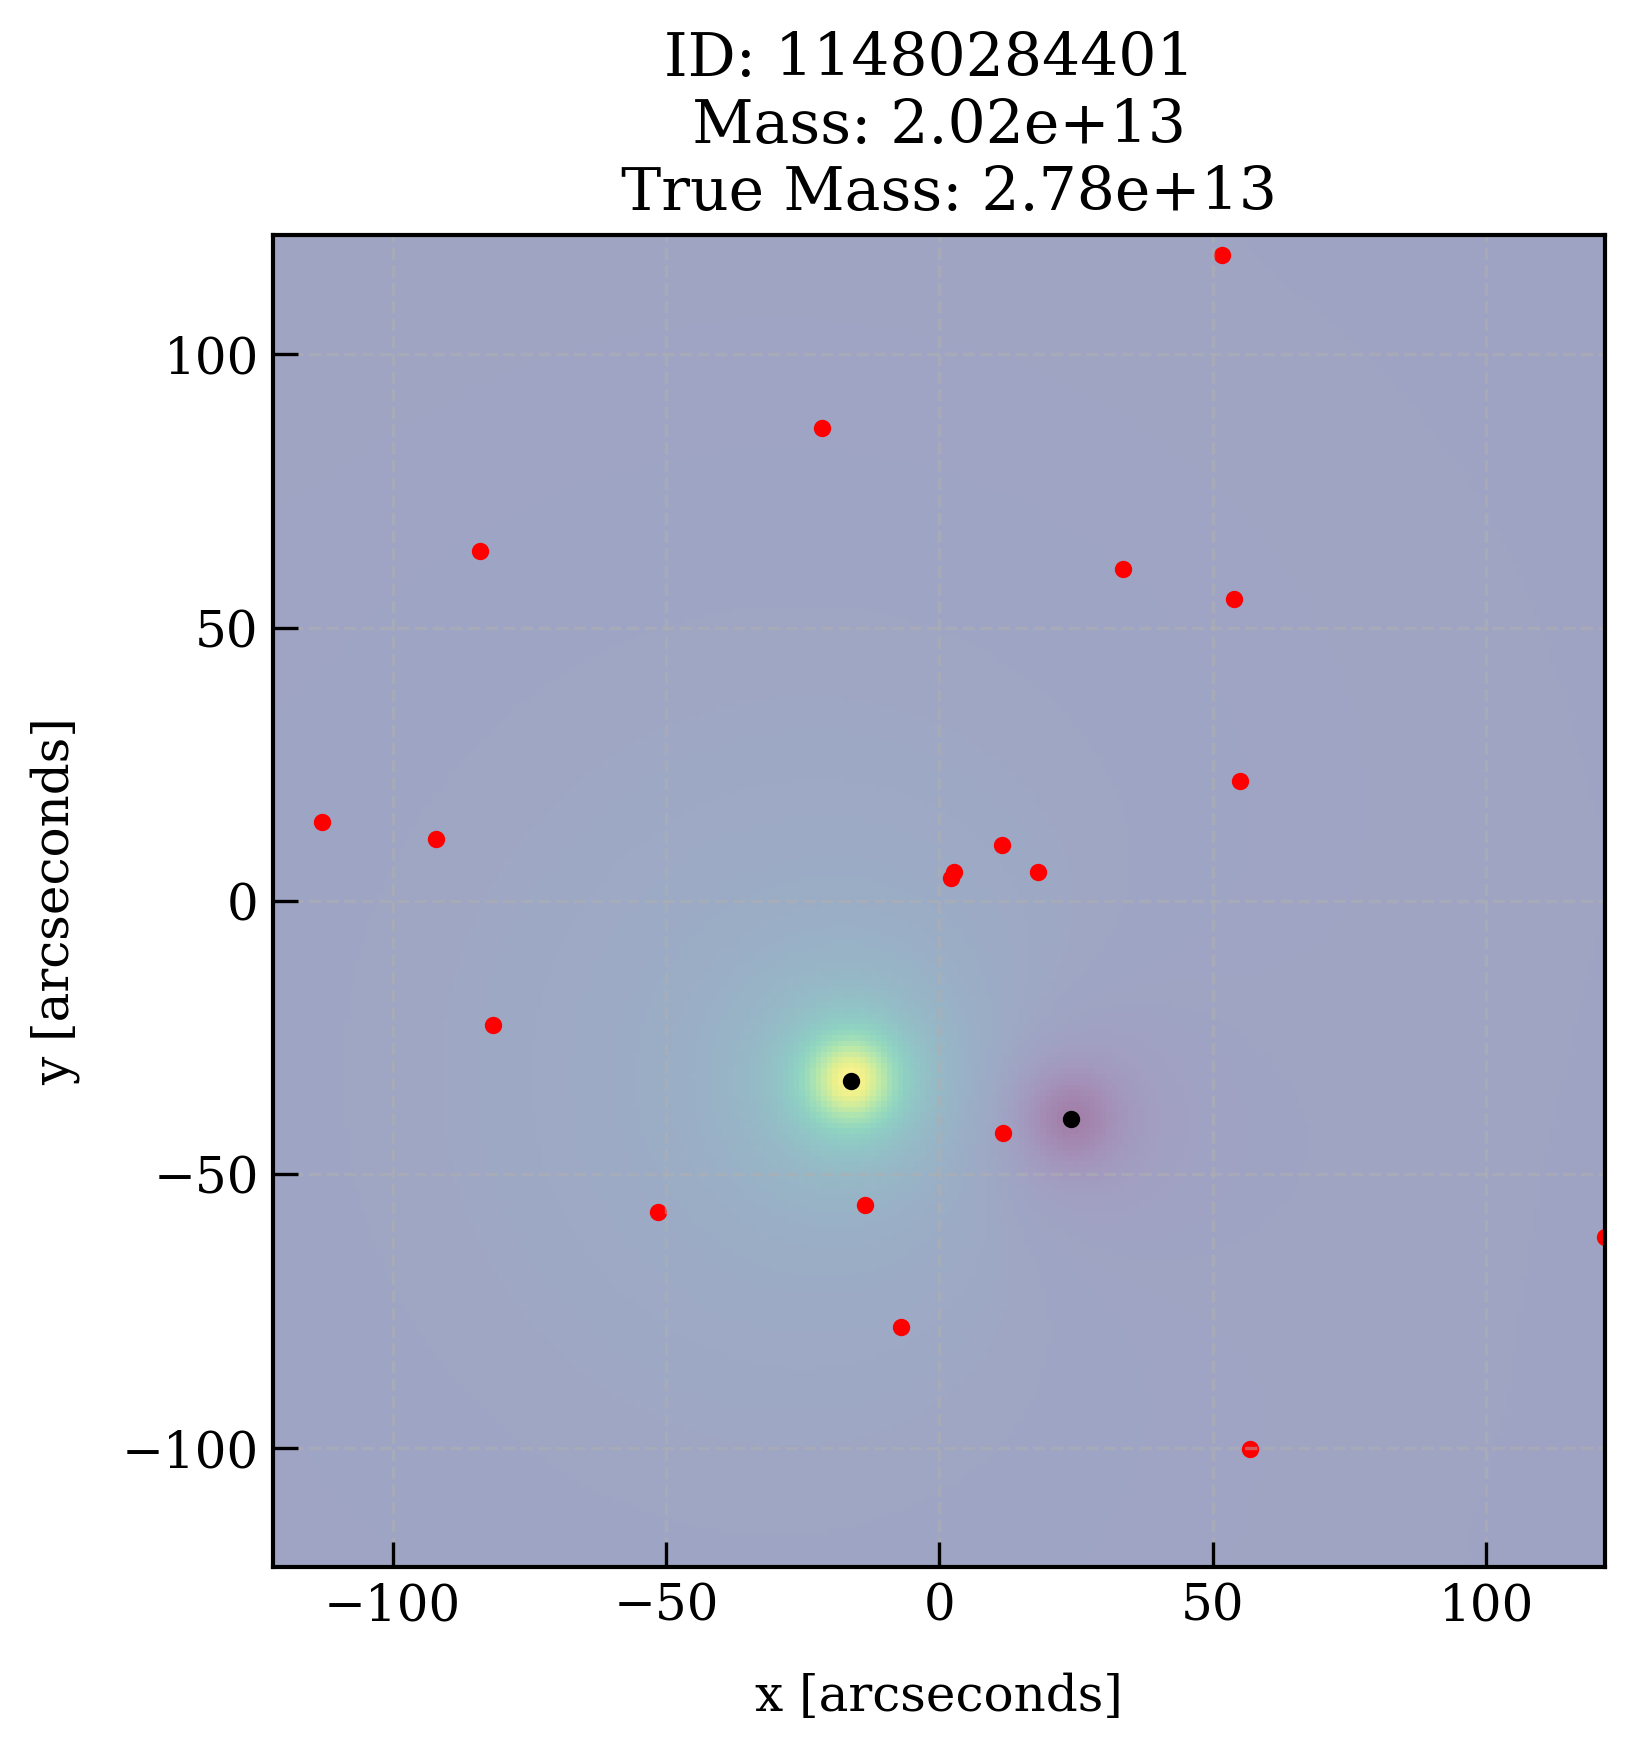 ID: 11480284401
Mass: 2.02e+13
True Mass: 2.78e+13
100
50
0
−50
−100
y [arcseconds]
−100 −50 0 50 100
x [arcseconds]